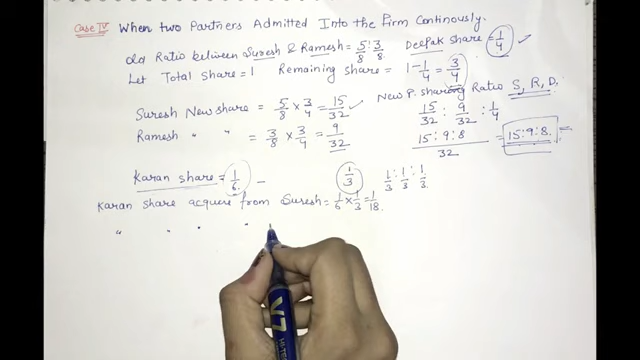 Case IV When two Partners Admitted Into the Firm Continously.
Old Ratio between Suresh & Ramesh = 5/8 : 3/8 Deepak Share = 1/4 ✓
Let Total Share = 1 Remaining share = 1 - 1/4 = 3/4
New P. sharing Ratio S, R, D.
Suresh New share = 5/8 × 3/4 = 15/32 ✓ 15/32 : 9/32 : 1/4
Ramesh " " = 3/8 × 3/4 = 9/32 15:9:8/32 = 15:9:8. =
Karan share = 1/6 - 1/3 1/3 : 1/3 : 1/3.
Karan share acquire from Suresh = 1/6 × 1/3 = 1/18.
" " " "
V7
HI-TE